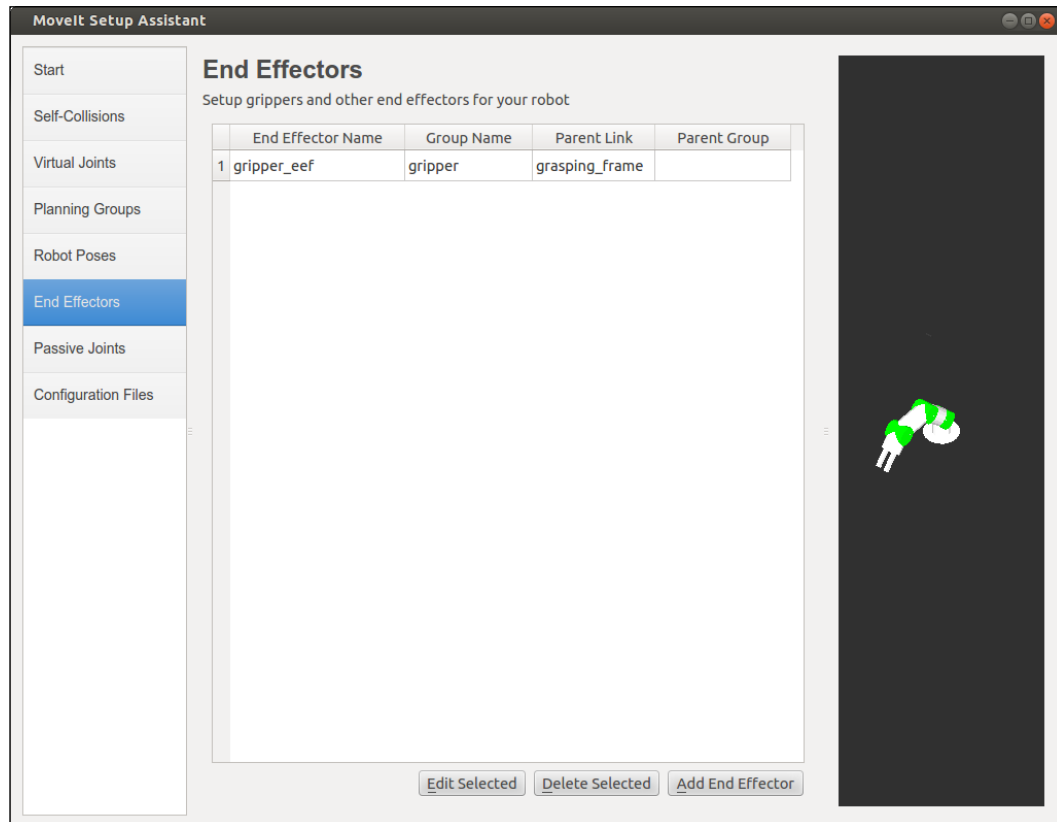 MoveIt Setup Assistant
Start
Self-Collisions
Virtual Joints
Planning Groups
Robot Poses
End Effectors
Passive Joints
Configuration Files
End Effectors
Setup grippers and other end effectors for your robot
End Effector Name Group Name Parent Link Parent Group
1 gripper_eef gripper grasping_frame
Edit Selected Delete Selected Add End Effector